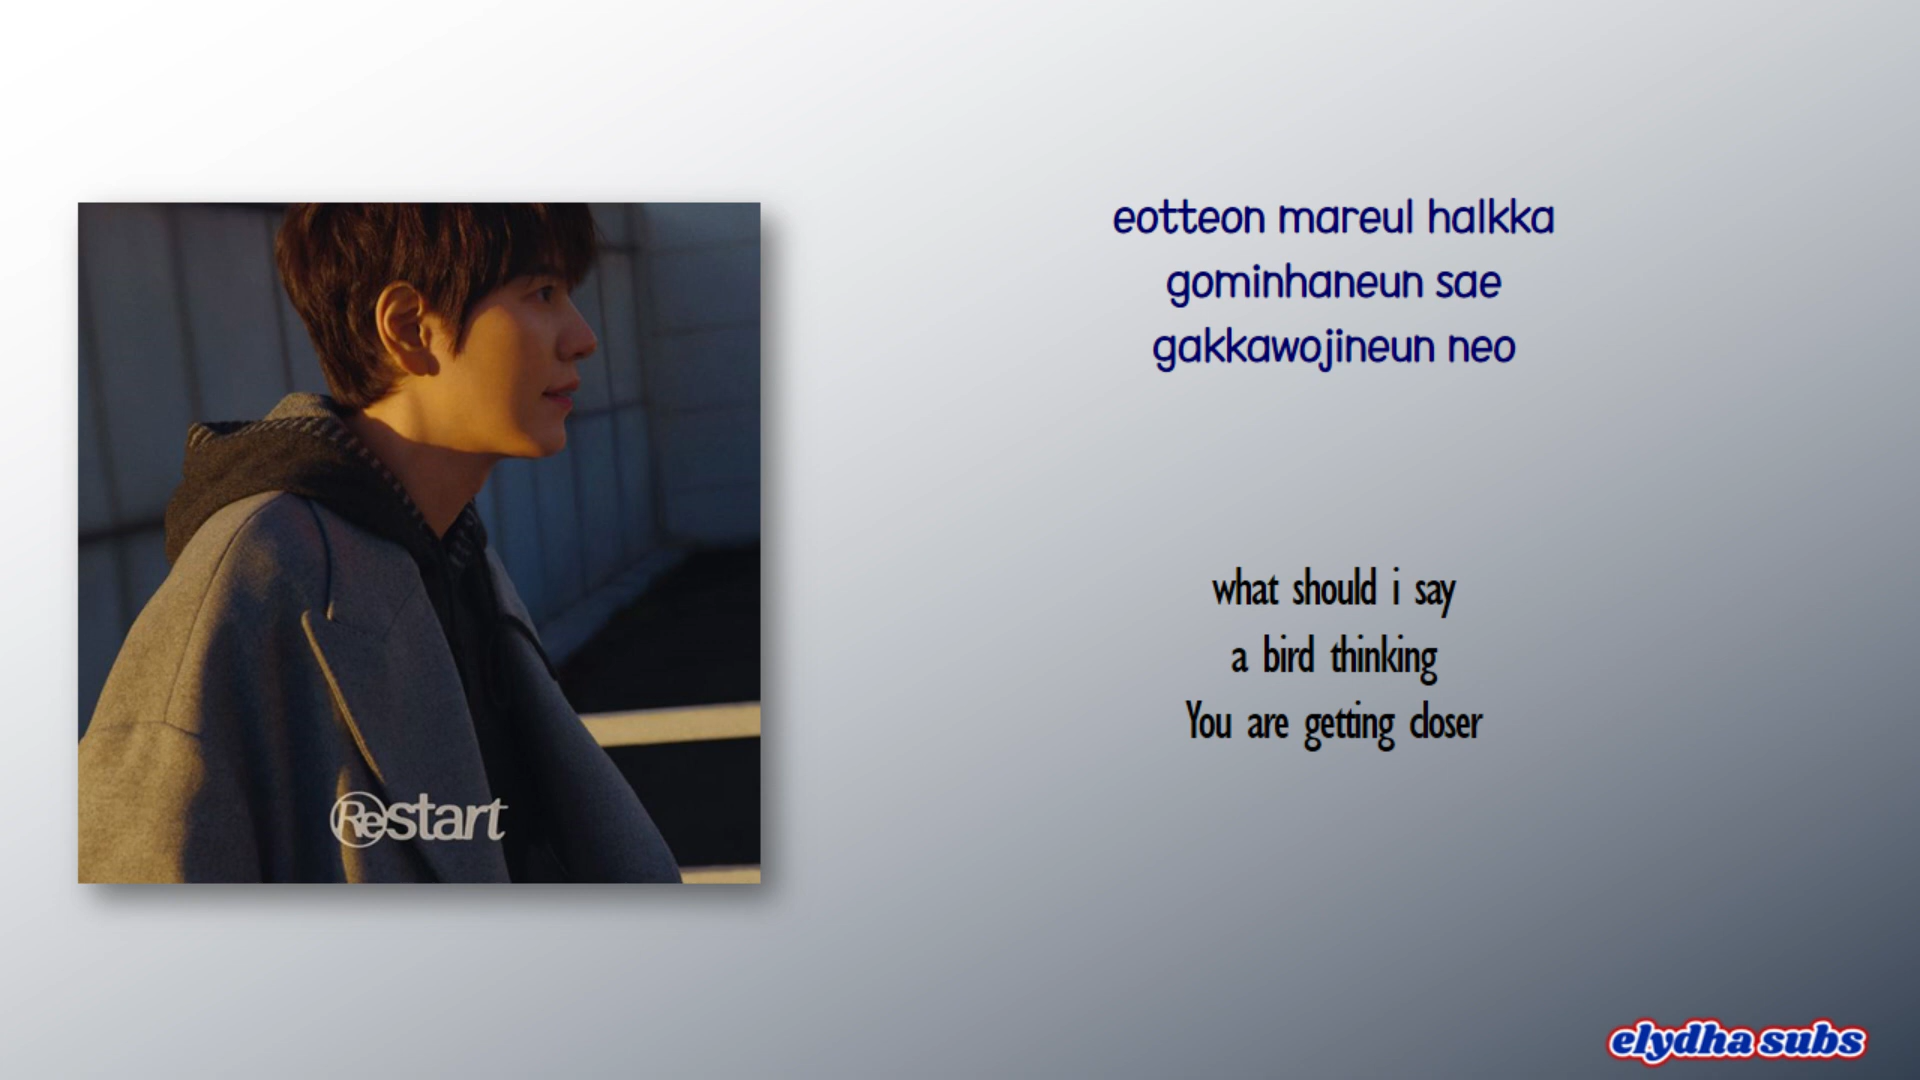 eotteon mareul halkka
gominhaneun sae
gakkawojineun neo
what should i say
a bird thinking
You are getting closer
Restart
elydha subs